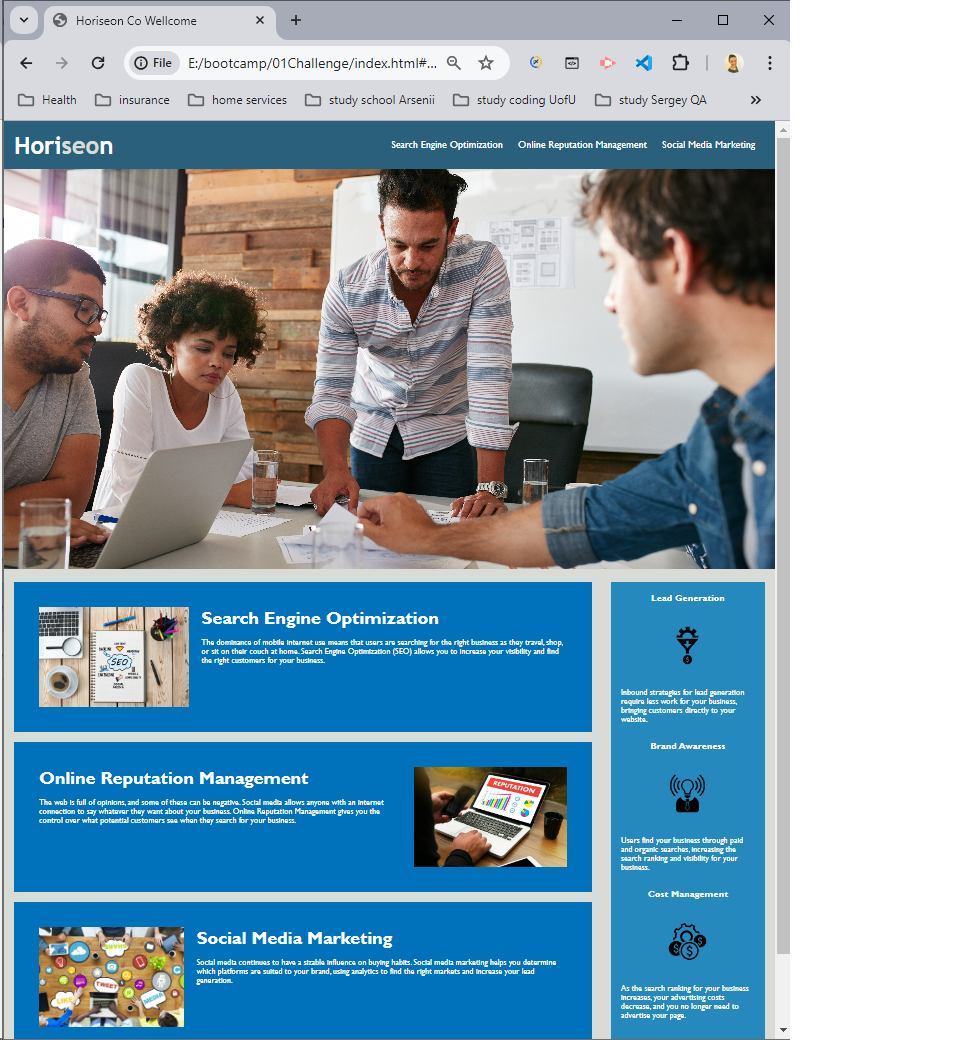 Horiseon Co Wellcome
File
E:/bootcamp/01Challenge/index.html#...
Health
insurance
home services
study school Arsenii
study coding UofU
study Sergey QA
Horiseon
Search Engine Optimization
Online Reputation Management
Social Media Marketing
SEO
Search Engine Optimization
The dominance of mobile internet use means that users are searching for the right business as they travel, shop,
or sit on their couch at home. Search Engine Optimization (SEO) allows you to increase your visibility and find
the right customers for your business.
Online Reputation Management
The web is full of opinions, and some of these can be negative. Social media allows anyone with an internet
connection to say whatever they want about your business. Online Reputation Management gives you the
control over what potential customers see when they search for your business.
REPUTATION
SHARE
TWEET
LIKE
MEDIA
Social Media Marketing
Social media continues to have a sizable influence on buying habits. Social media marketing helps you determine
which platforms are suited to your brand, using analytics to find the right markets and increase your lead
generation.
Lead Generation
Inbound strategies for lead generation
require less work for your business,
bringing customers directly to your
website.
Brand Awareness
Users find your business through paid
and organic searches, increasing the
search ranking and visibility for your
business.
Cost Management
As the search ranking for your business
increases, your advertising costs
decrease, and you no longer need to
advertise your page.